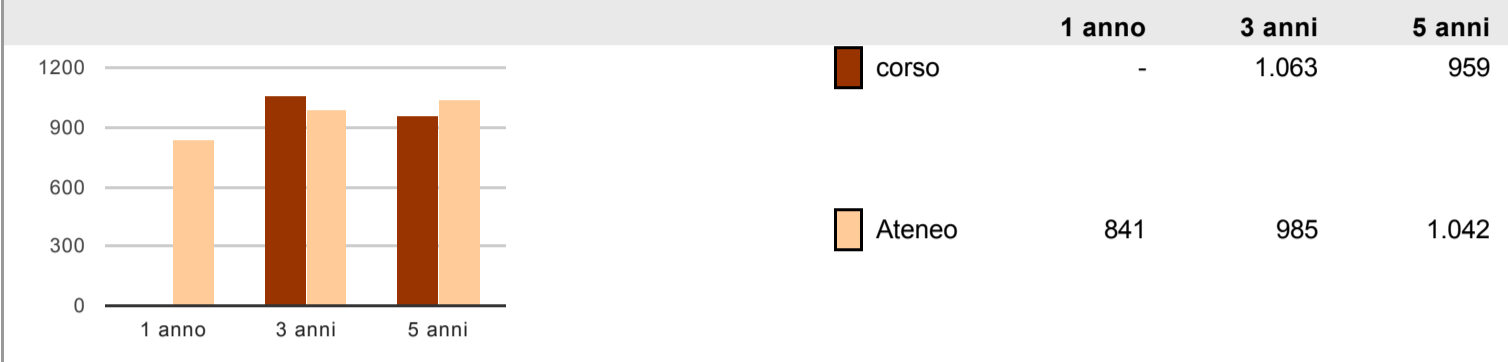 1 anno 3 anni 5 anni
1200
900
600
300
0
1 anno 3 anni 5 anni
corso - 1.063 959
Ateneo 841 985 1.042